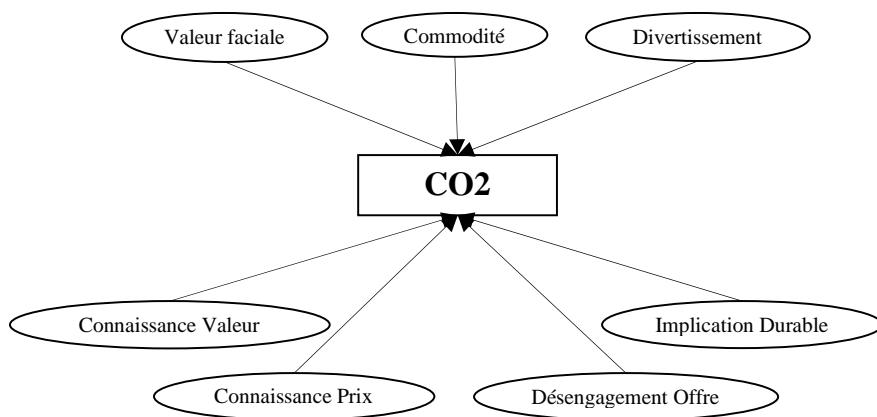 Valeur faciale
Commodité
Divertissement
CO2
Connaissance Valeur
Implication Durable
Connaissance Prix
Désengagement Offre